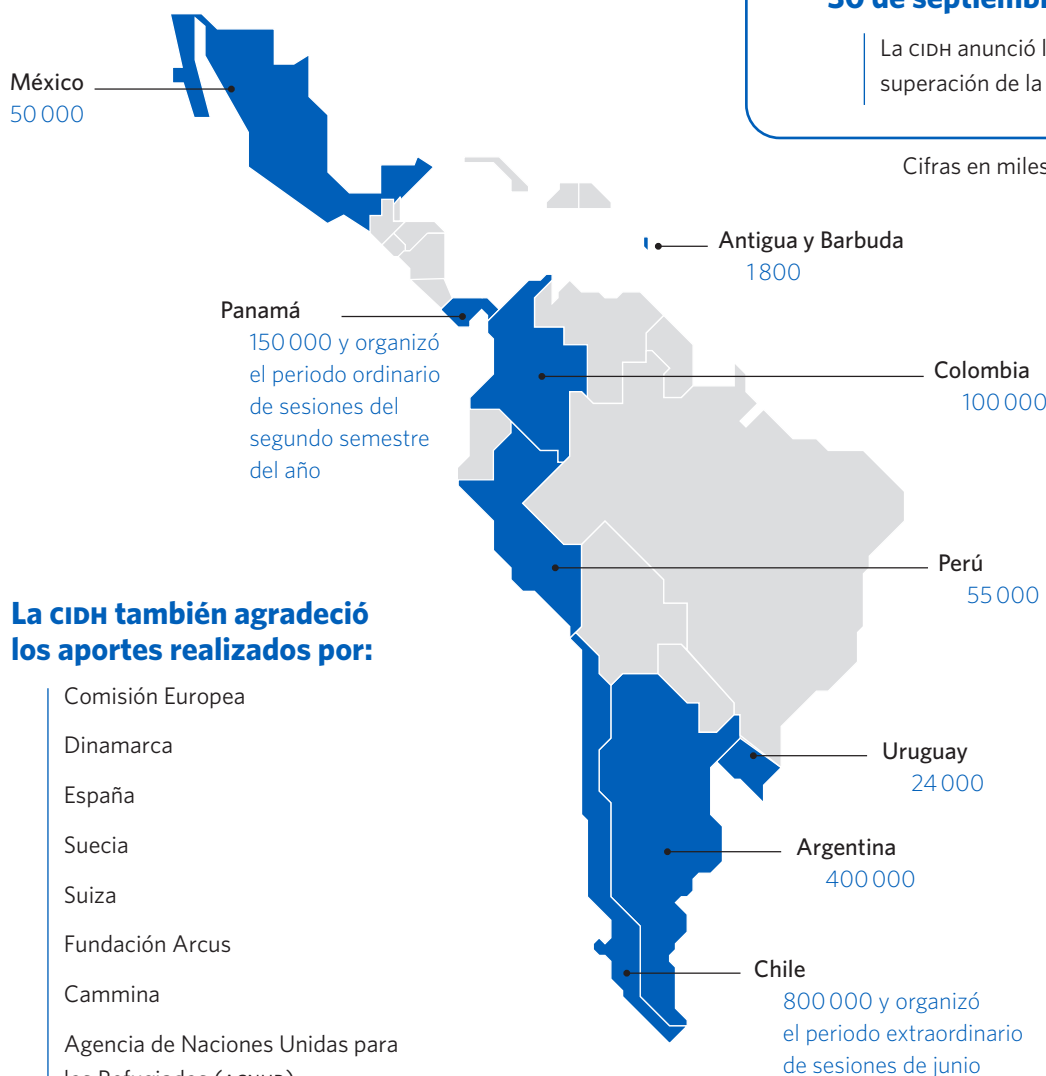 30 de septiembr
La CIDH anunció l
superación de la
Cifras en miles
México
50 000
Antigua y Barbuda
1800
Panamá
150 000 y organizó
el periodo ordinario
de sesiones del
segundo semestre
del año
Colombia
100 000
Perú
55 000
La CIDH también agradeció
los aportes realizados por:
Comisión Europea
Dinamarca
España
Suecia
Suiza
Fundación Arcus
Cammina
Agencia de Naciones Unidas para
los Refugiados (ACNUR)
Uruguay
24 000
Argentina
400 000
Chile
800 000 y organizó
el periodo extraordinario
de sesiones de junio